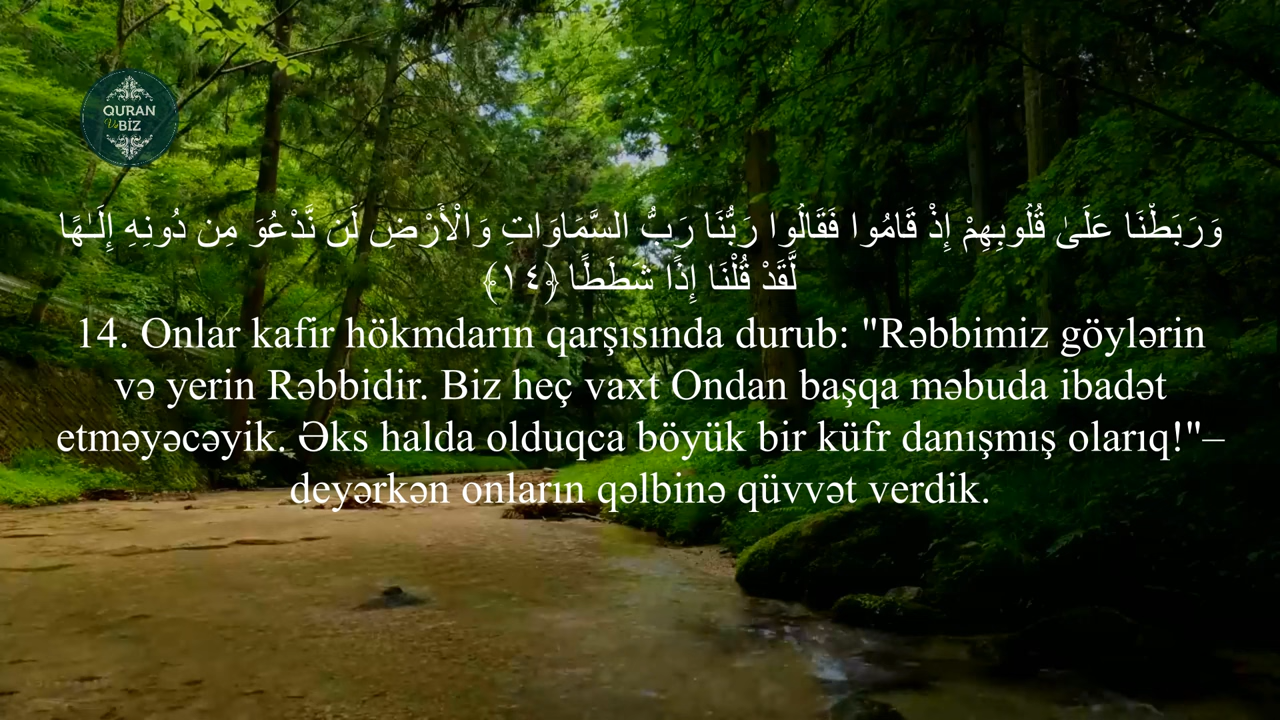 QURAN
Və BİZ
وَرَبَطْنَا عَلَىٰ قُلُوبِهِمْ إِذْ قَامُوا فَقَالُوا رَبُّنَا رَبُّ السَّمَاوَاتِ وَالْأَرْضِ لَن نَّدْعُوَ مِن دُونِهِ إِلَـٰهًا
لَّقَدْ قُلْنَا إِذًا شَطَطًا ﴿١٤﴾
14. Onlar kafir hökmdarın qarşısında durub: "Rəbbimiz göylərin
və yerin Rəbbidir. Biz heç vaxt Ondan başqa məbuda ibadət
etməyəcəyik. Əks halda olduqca böyük bir küfr danışmış olarıq!"–
deyərkən onların qəlbinə qüvvət verdik.